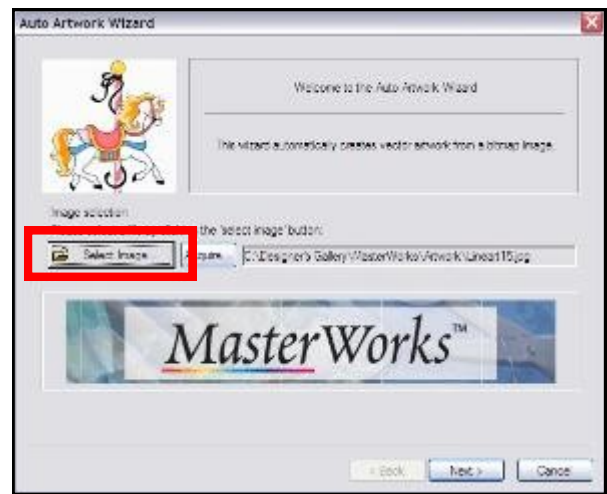 Auto Artwork Wizard
Welcome to the Auto Artwork Wizard
This wizard automatically creates vector artwork from a bitmap image.
Image selection
the 'select image' button:
Select Image
Acquire...
C:\Designer's Gallery\MasterWorks\Artwork\Lineart15.jpg
MasterWorks™
< Back
Next >
Cancel